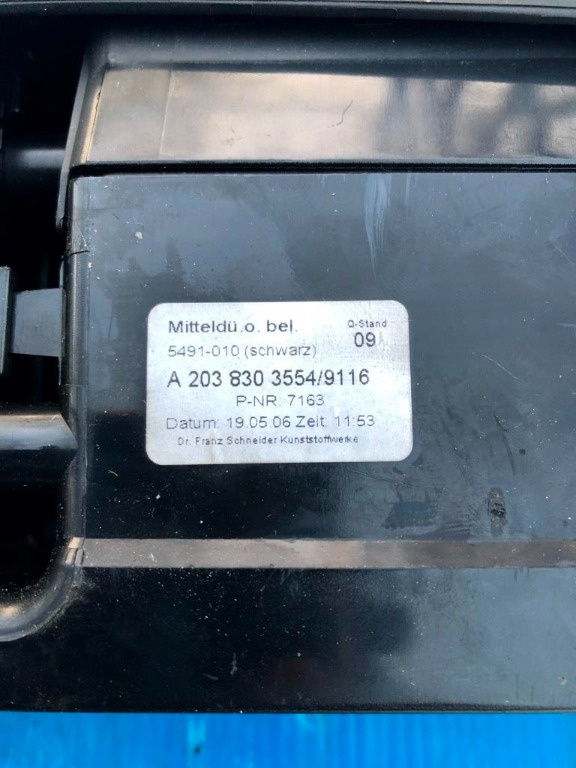 Mitteldü.o. bel.
Q-Stand
5491-010 (schwarz)
09
A 203 830 3554/9116
P-NR. 7163
Datum: 19.05.06 Zeit: 11:53
Dr. Franz Schneider Kunststoffwerke